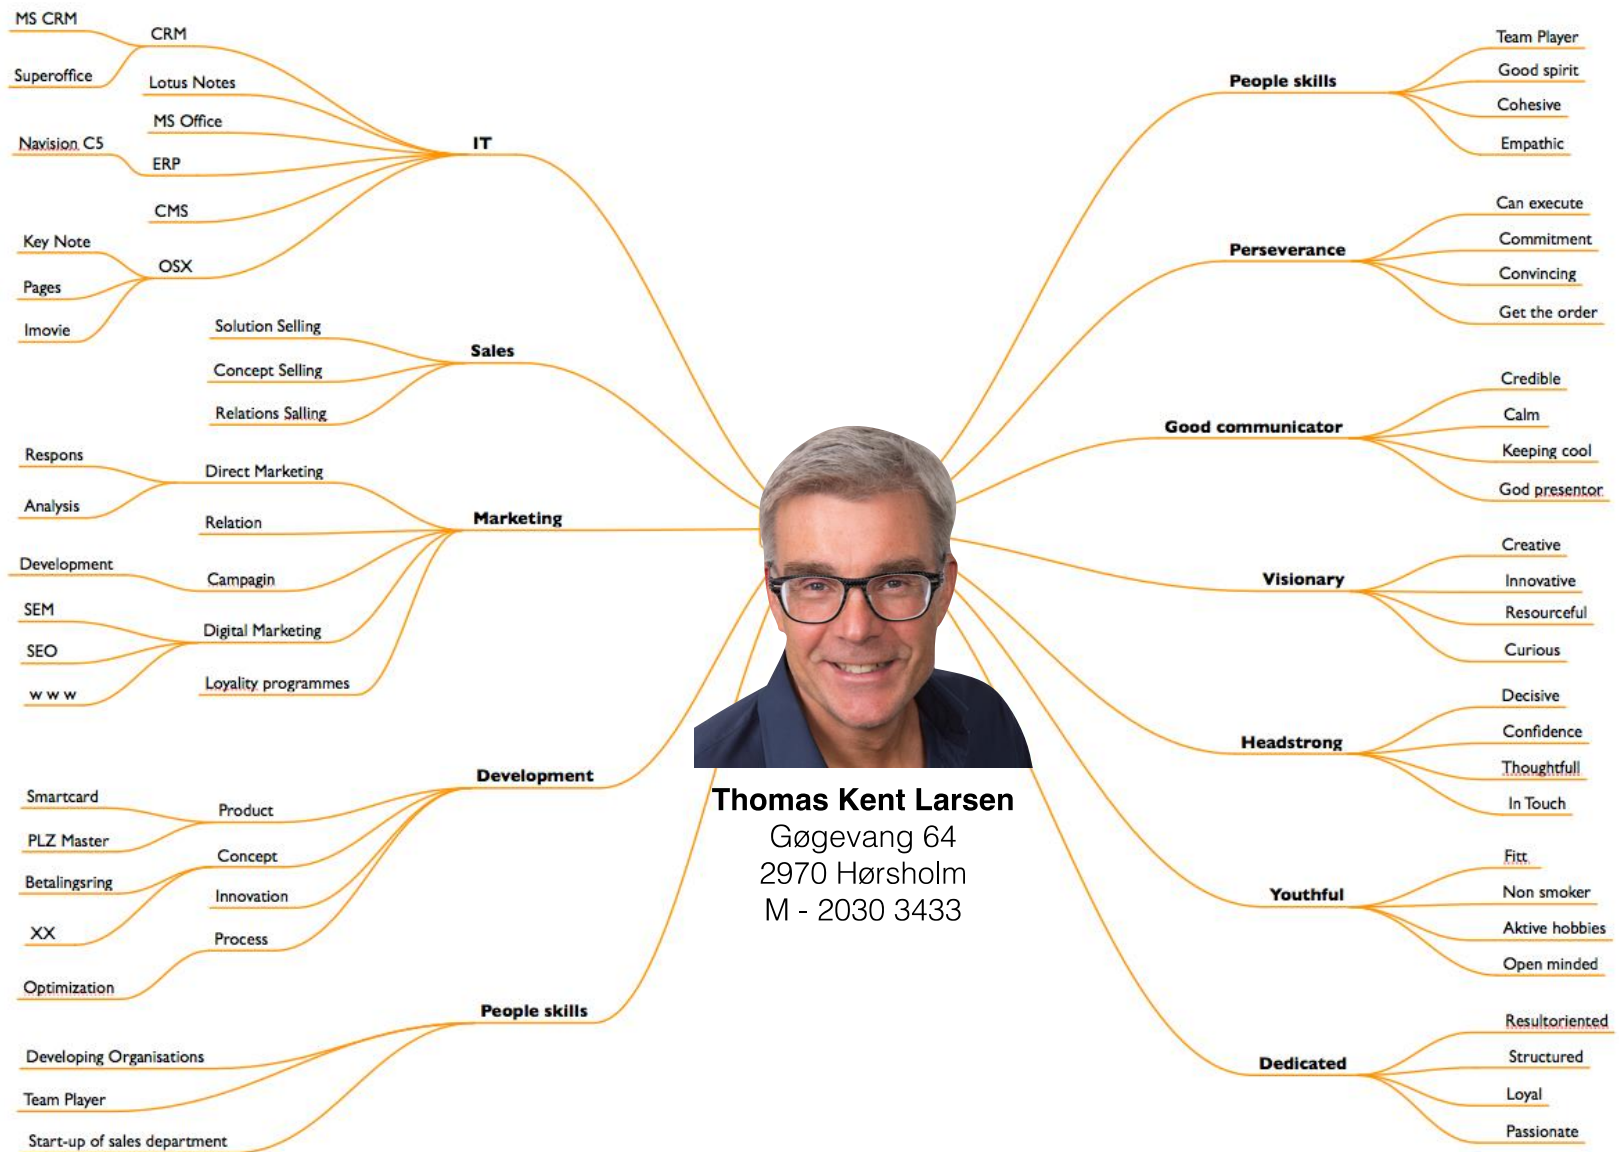 MS CRM
CRM
Superoffice
Lotus Notes
MS Office
Navision C5
ERP
CMS
Key Note
OSX
Pages
Imovie
IT
Solution Selling
Sales
Concept Selling
Relations Salling
Respons
Direct Marketing
Analysis
Relation
Marketing
Development
Campagin
SEM
Digital Marketing
SEO
w w w
Loyality programmes
Development
Smartcard
Product
PLZ Master
Concept
Betalingsring
Innovation
XX
Process
Optimization
People skills
Developing Organisations
Team Player
Start-up of sales department
Thomas Kent Larsen
Gøgevang 64
2970 Hørsholm
M - 2030 3433
People skills
Team Player
Good spirit
Cohesive
Empathic
Perseverance
Can execute
Commitment
Convincing
Get the order
Good communicator
Credible
Calm
Keeping cool
God presentor
Visionary
Creative
Innovative
Resourceful
Curious
Headstrong
Decisive
Confidence
Thoughtfull
In Touch
Youthful
Fitt
Non smoker
Aktive hobbies
Open minded
Dedicated
Resultoriented
Structured
Loyal
Passionate